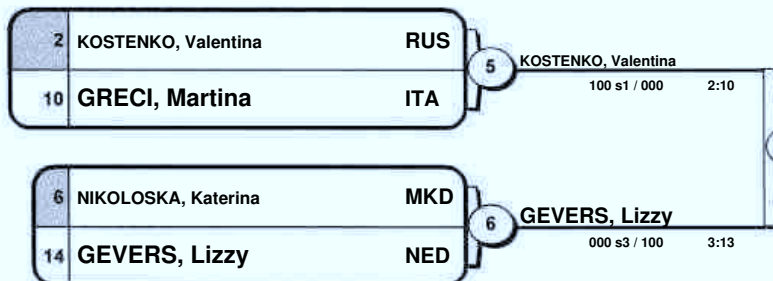 2 KOSTENKO, Valentina RUS
5 KOSTENKO, Valentina
100 s1 / 000 2:10
10 GRECI, Martina ITA
6 NIKOLOSKA, Katerina MKD
6 GEVERS, Lizzy
000 s3 / 100 3:13
14 GEVERS, Lizzy NED